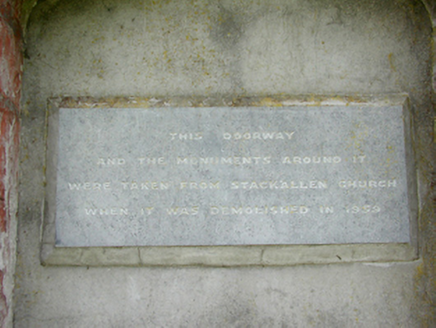 THIS DOORWAY
AND THE MONUMENTS AROUND IT
WERE TAKEN FROM STACKALLEN CHURCH
WHEN IT WAS DEMOLISHED IN 1959